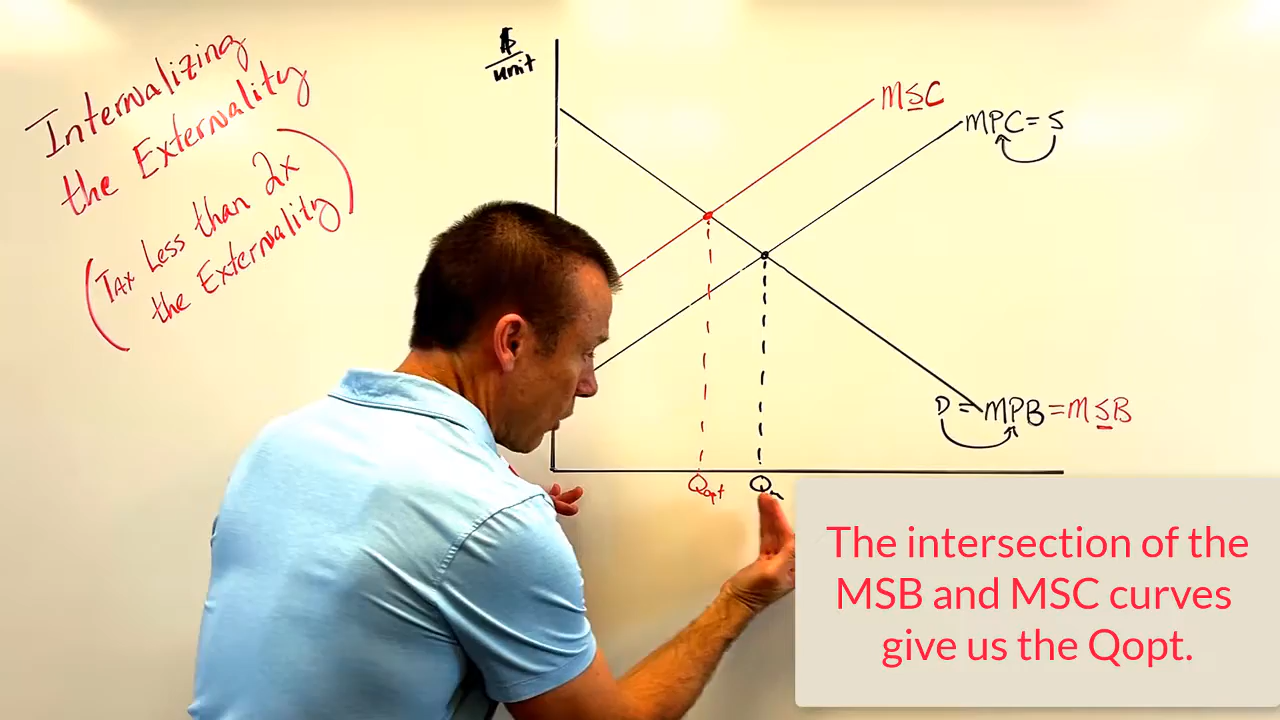 Internalizing
the Externality
(Tax Less than 2x
the Externality)
$
unit
MSC
MPC = S
D = MPB = MSB
Qopt Qm
The intersection of the
MSB and MSC curves
give us the Qopt.